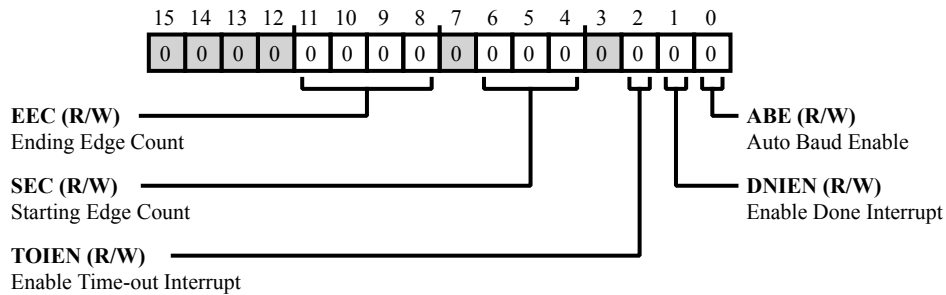 15 14 13 12 11 10 9 8 7 6 5 4 3 2 1 0
0 0 0 0 0 0 0 0 0 0 0 0 0 0 0 0
EEC (R/W)
Ending Edge Count
SEC (R/W)
Starting Edge Count
TOIEN (R/W)
Enable Time-out Interrupt
ABE (R/W)
Auto Baud Enable
DNIEN (R/W)
Enable Done Interrupt